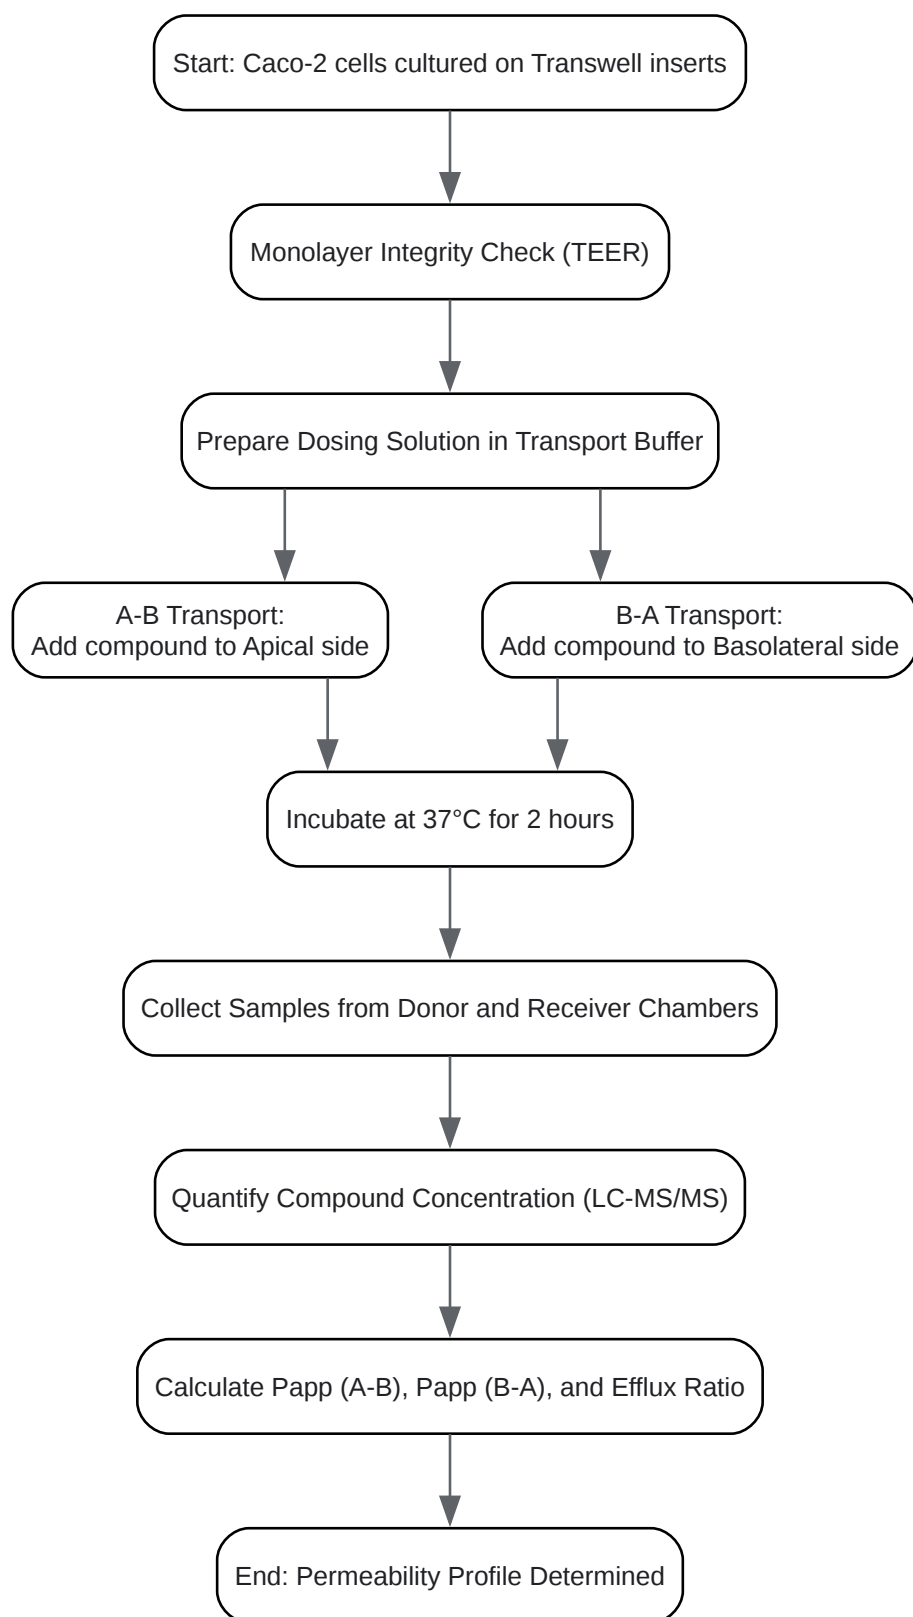 Start: Caco-2 cells cultured on Transwell inserts
Monolayer Integrity Check (TEER)
Prepare Dosing Solution in Transport Buffer
A-B Transport:
Add compound to Apical side
B-A Transport:
Add compound to Basolateral side
Incubate at 37°C for 2 hours
Collect Samples from Donor and Receiver Chambers
Quantify Compound Concentration (LC-MS/MS)
Calculate Papp (A-B), Papp (B-A), and Efflux Ratio
End: Permeability Profile Determined